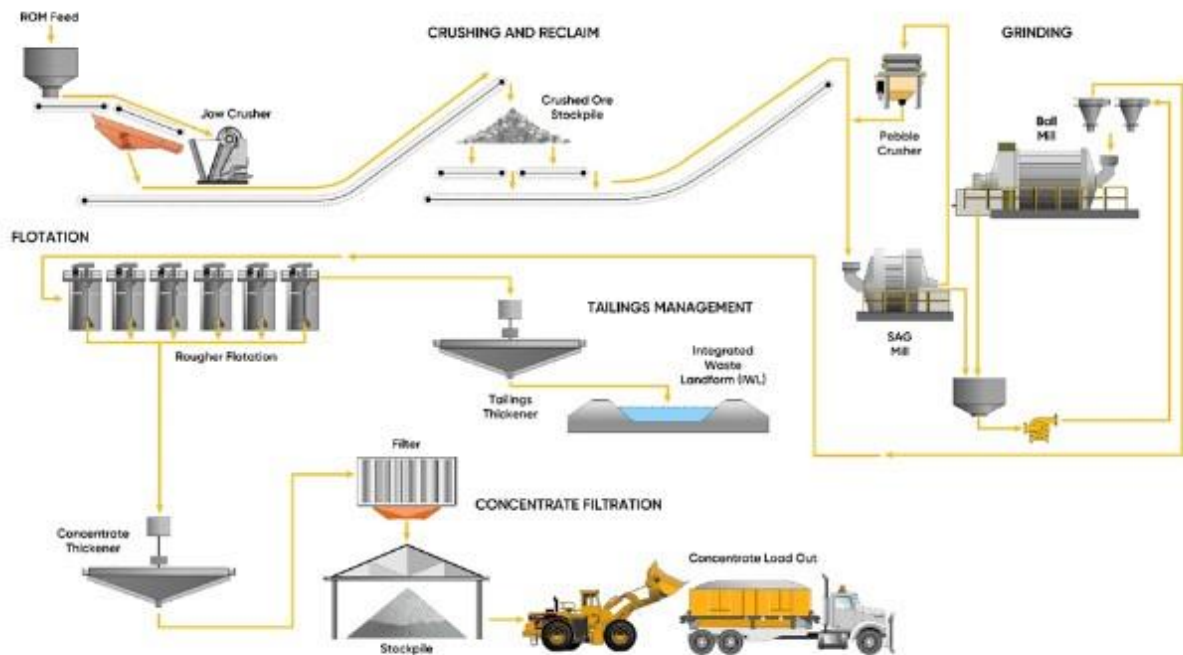 ROM Feed
CRUSHING AND RECLAIM
GRINDING
Jaw Crusher
Crushed Ore
Stockpile
Pebble
Crusher
Ball
Mill
FLOTATION
Rougher Flotation
TAILINGS MANAGEMENT
Tailings
Thickener
Integrated
Waste
Landform (IWL)
SAG
Mill
Filter
CONCENTRATE FILTRATION
Concentrate
Thickener
Stockpile
Concentrate Load Out